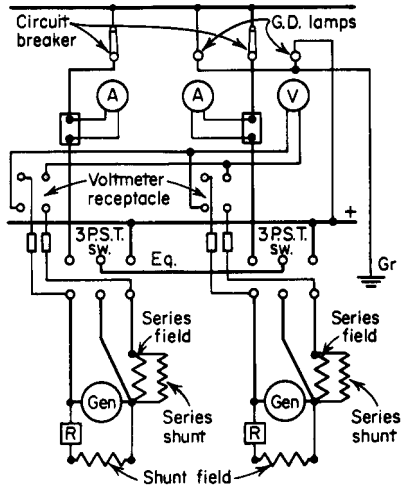 Circuit G.D. lamps
breaker
A A V
Voltmeter
receptacle
+
3P.S.T. 3P.S.T.
sw. Eq. sw.
Gr
Series Series
field field
Gen Gen
Series Series
shunt shunt
R R
Shunt field